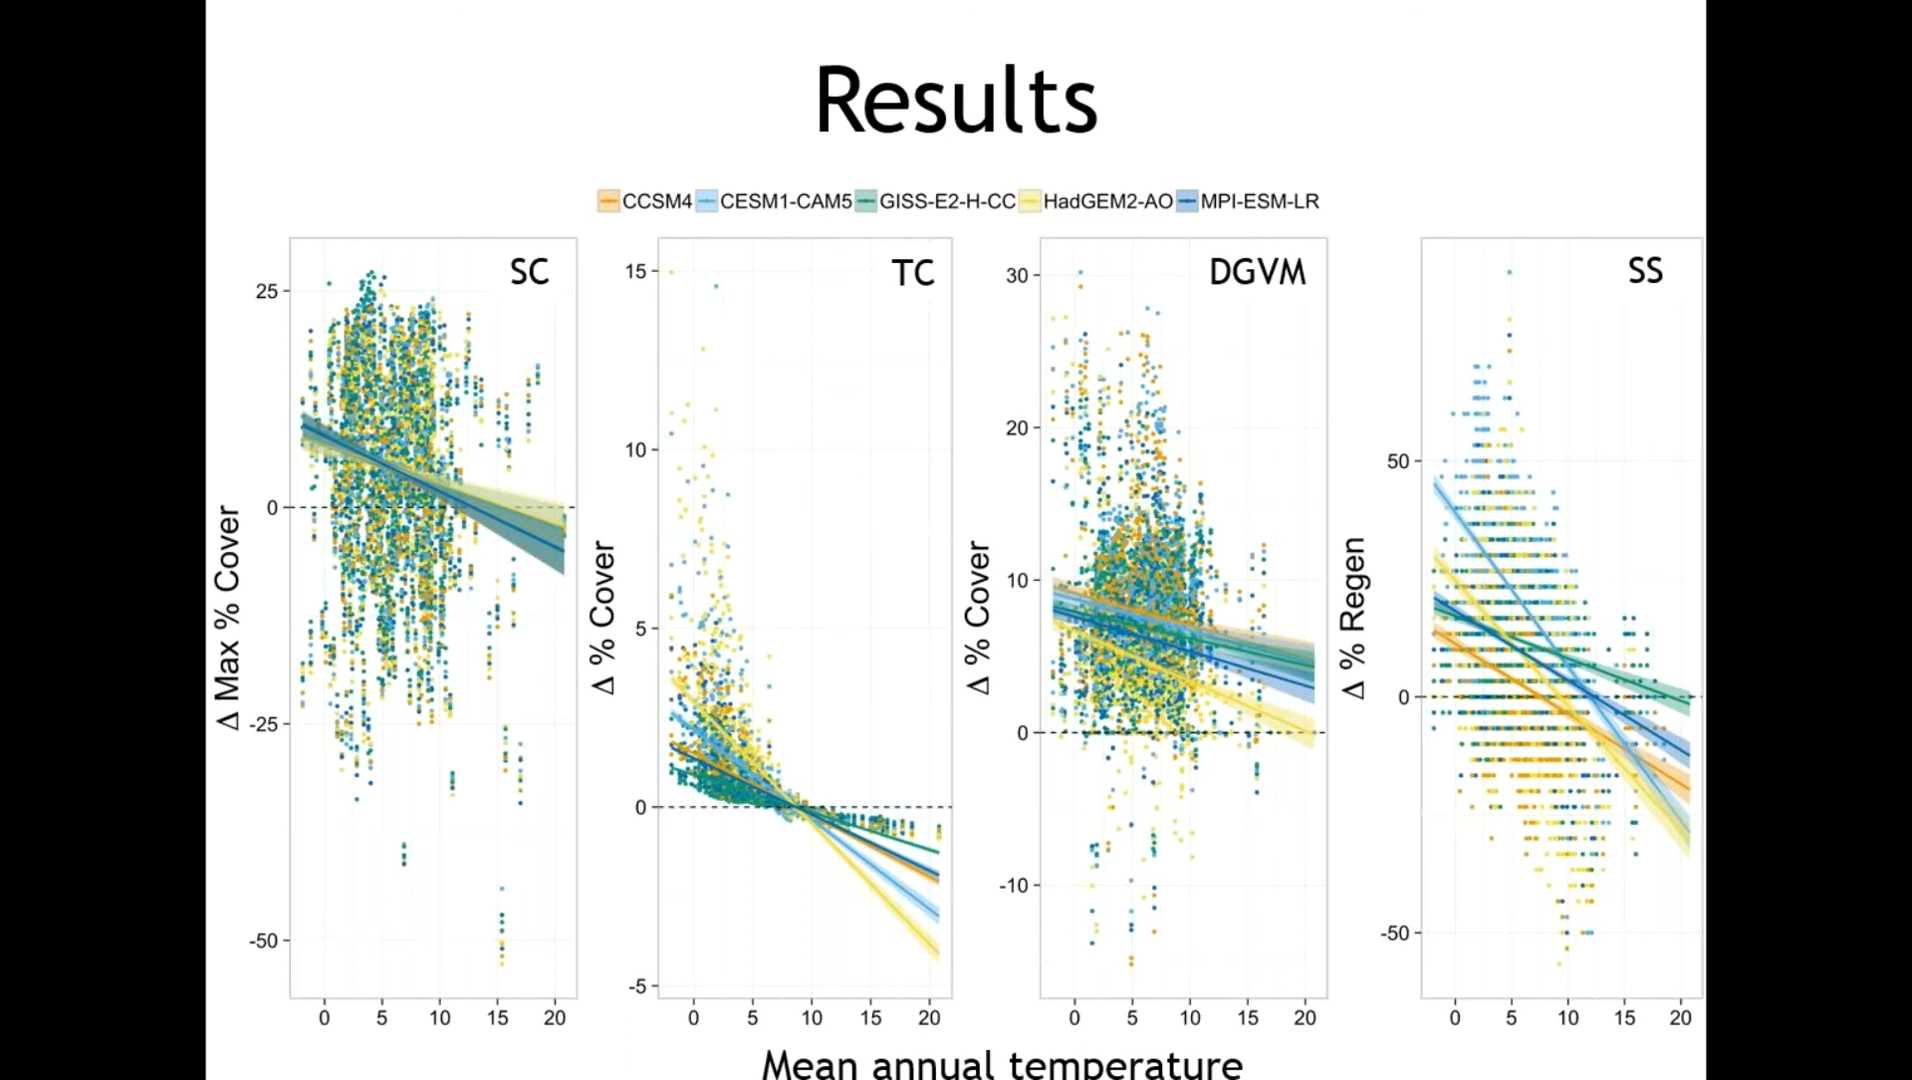 Results
CCSM4 CESM1-CAM5 GISS-E2-H-CC HadGEM2-AO MPI-ESM-LR
SC
25
0
-25
-50
Δ Max % Cover
0 5 10 15 20
TC
15
10
5
0
-5
Δ % Cover
0 5 10 15 20
DGVM
30
20
10
0
-10
Δ % Cover
0 5 10 15 20
SS
50
0
-50
Δ % Regen
0 5 10 15 20
Mean annual temperature